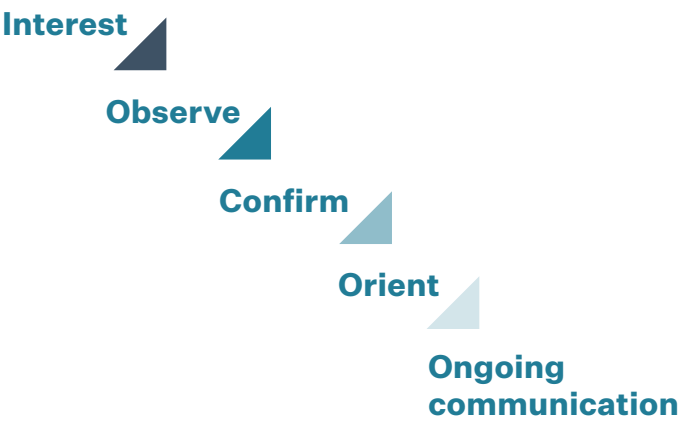 Interest
Observe
Confirm
Orient
Ongoing
communication